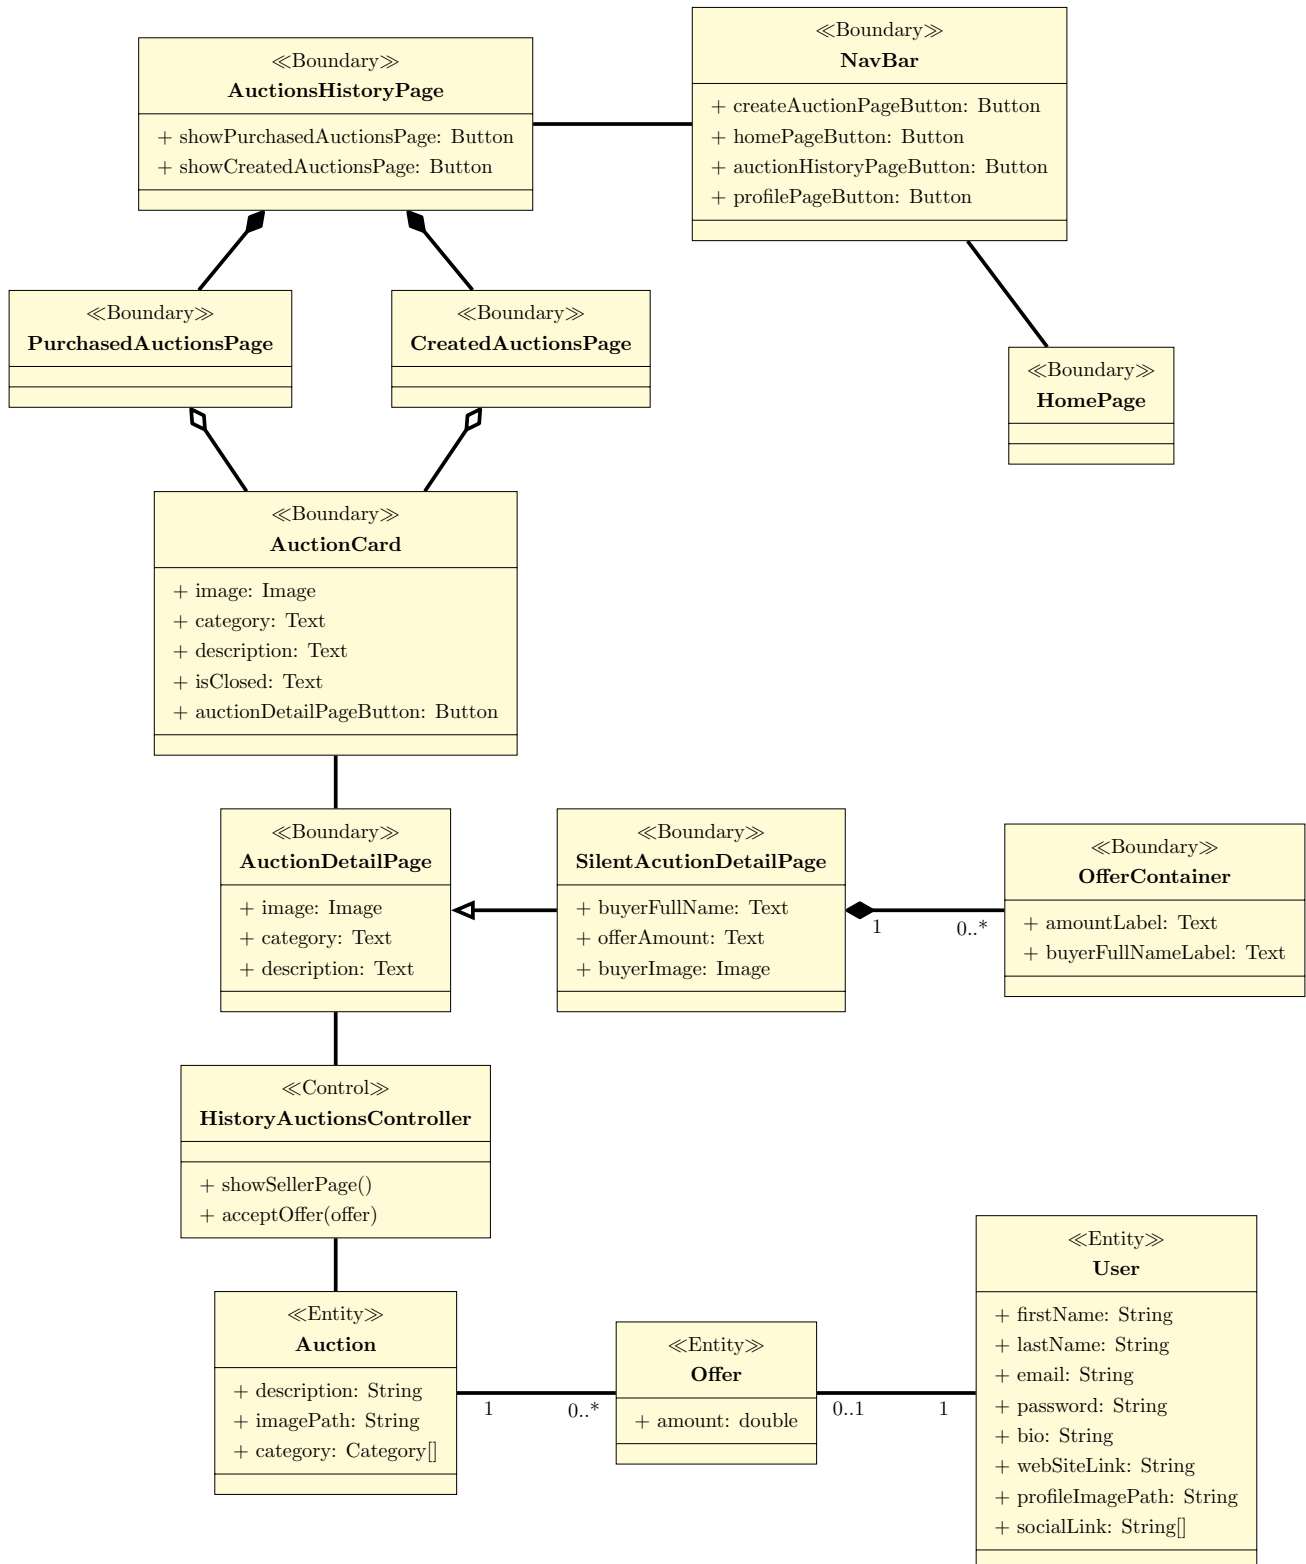 ≪Boundary≫
AuctionsHistoryPage
+ showPurchasedAuctionsPage: Button
+ showCreatedAuctionsPage: Button
≪Boundary≫
NavBar
+ createAuctionPageButton: Button
+ homePageButton: Button
+ auctionHistoryPageButton: Button
+ profilePageButton: Button
≪Boundary≫
PurchasedAuctionsPage
≪Boundary≫
CreatedAuctionsPage
≪Boundary≫
HomePage
≪Boundary≫
AuctionCard
+ image: Image
+ category: Text
+ description: Text
+ isClosed: Text
+ auctionDetailPageButton: Button
≪Boundary≫
AuctionDetailPage
+ image: Image
+ category: Text
+ description: Text
≪Boundary≫
SilentAcutionDetailPage
+ buyerFullName: Text
+ offerAmount: Text
+ buyerImage: Image
1
0..*
≪Boundary≫
OfferContainer
+ amountLabel: Text
+ buyerFullNameLabel: Text
≪Control≫
HistoryAuctionsController
+ showSellerPage()
+ acceptOffer(offer)
≪Entity≫
Auction
+ description: String
+ imagePath: String
+ category: Category[]
1
0..*
≪Entity≫
Offer
+ amount: double
0..1
1
≪Entity≫
User
+ firstName: String
+ lastName: String
+ email: String
+ password: String
+ bio: String
+ webSiteLink: String
+ profileImagePath: String
+ socialLink: String[]